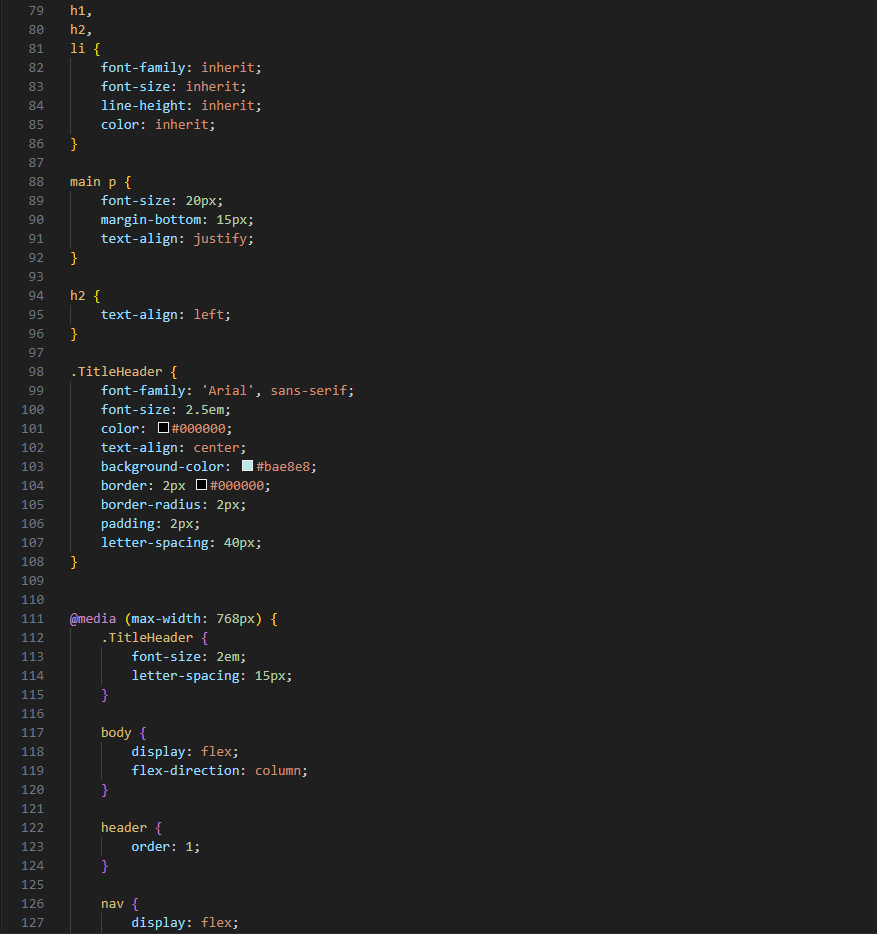 79 h1,
80 h2,
81 li {
82     font-family: inherit;
83     font-size: inherit;
84     line-height: inherit;
85     color: inherit;
86 }
87
88 main p {
89     font-size: 20px;
90     margin-bottom: 15px;
91     text-align: justify;
92 }
93
94 h2 {
95     text-align: left;
96 }
97
98 .TitleHeader {
99     font-family: 'Arial', sans-serif;
100     font-size: 2.5em;
101     color: #000000;
102     text-align: center;
103     background-color: #bae8e8;
104     border: 2px #000000;
105     border-radius: 2px;
106     padding: 2px;
107     letter-spacing: 40px;
108 }
109
110
111 @media (max-width: 768px) {
112     .TitleHeader {
113         font-size: 2em;
114         letter-spacing: 15px;
115     }
116
117     body {
118         display: flex;
119         flex-direction: column;
120     }
121
122     header {
123         order: 1;
124     }
125
126     nav {
127         display: flex;